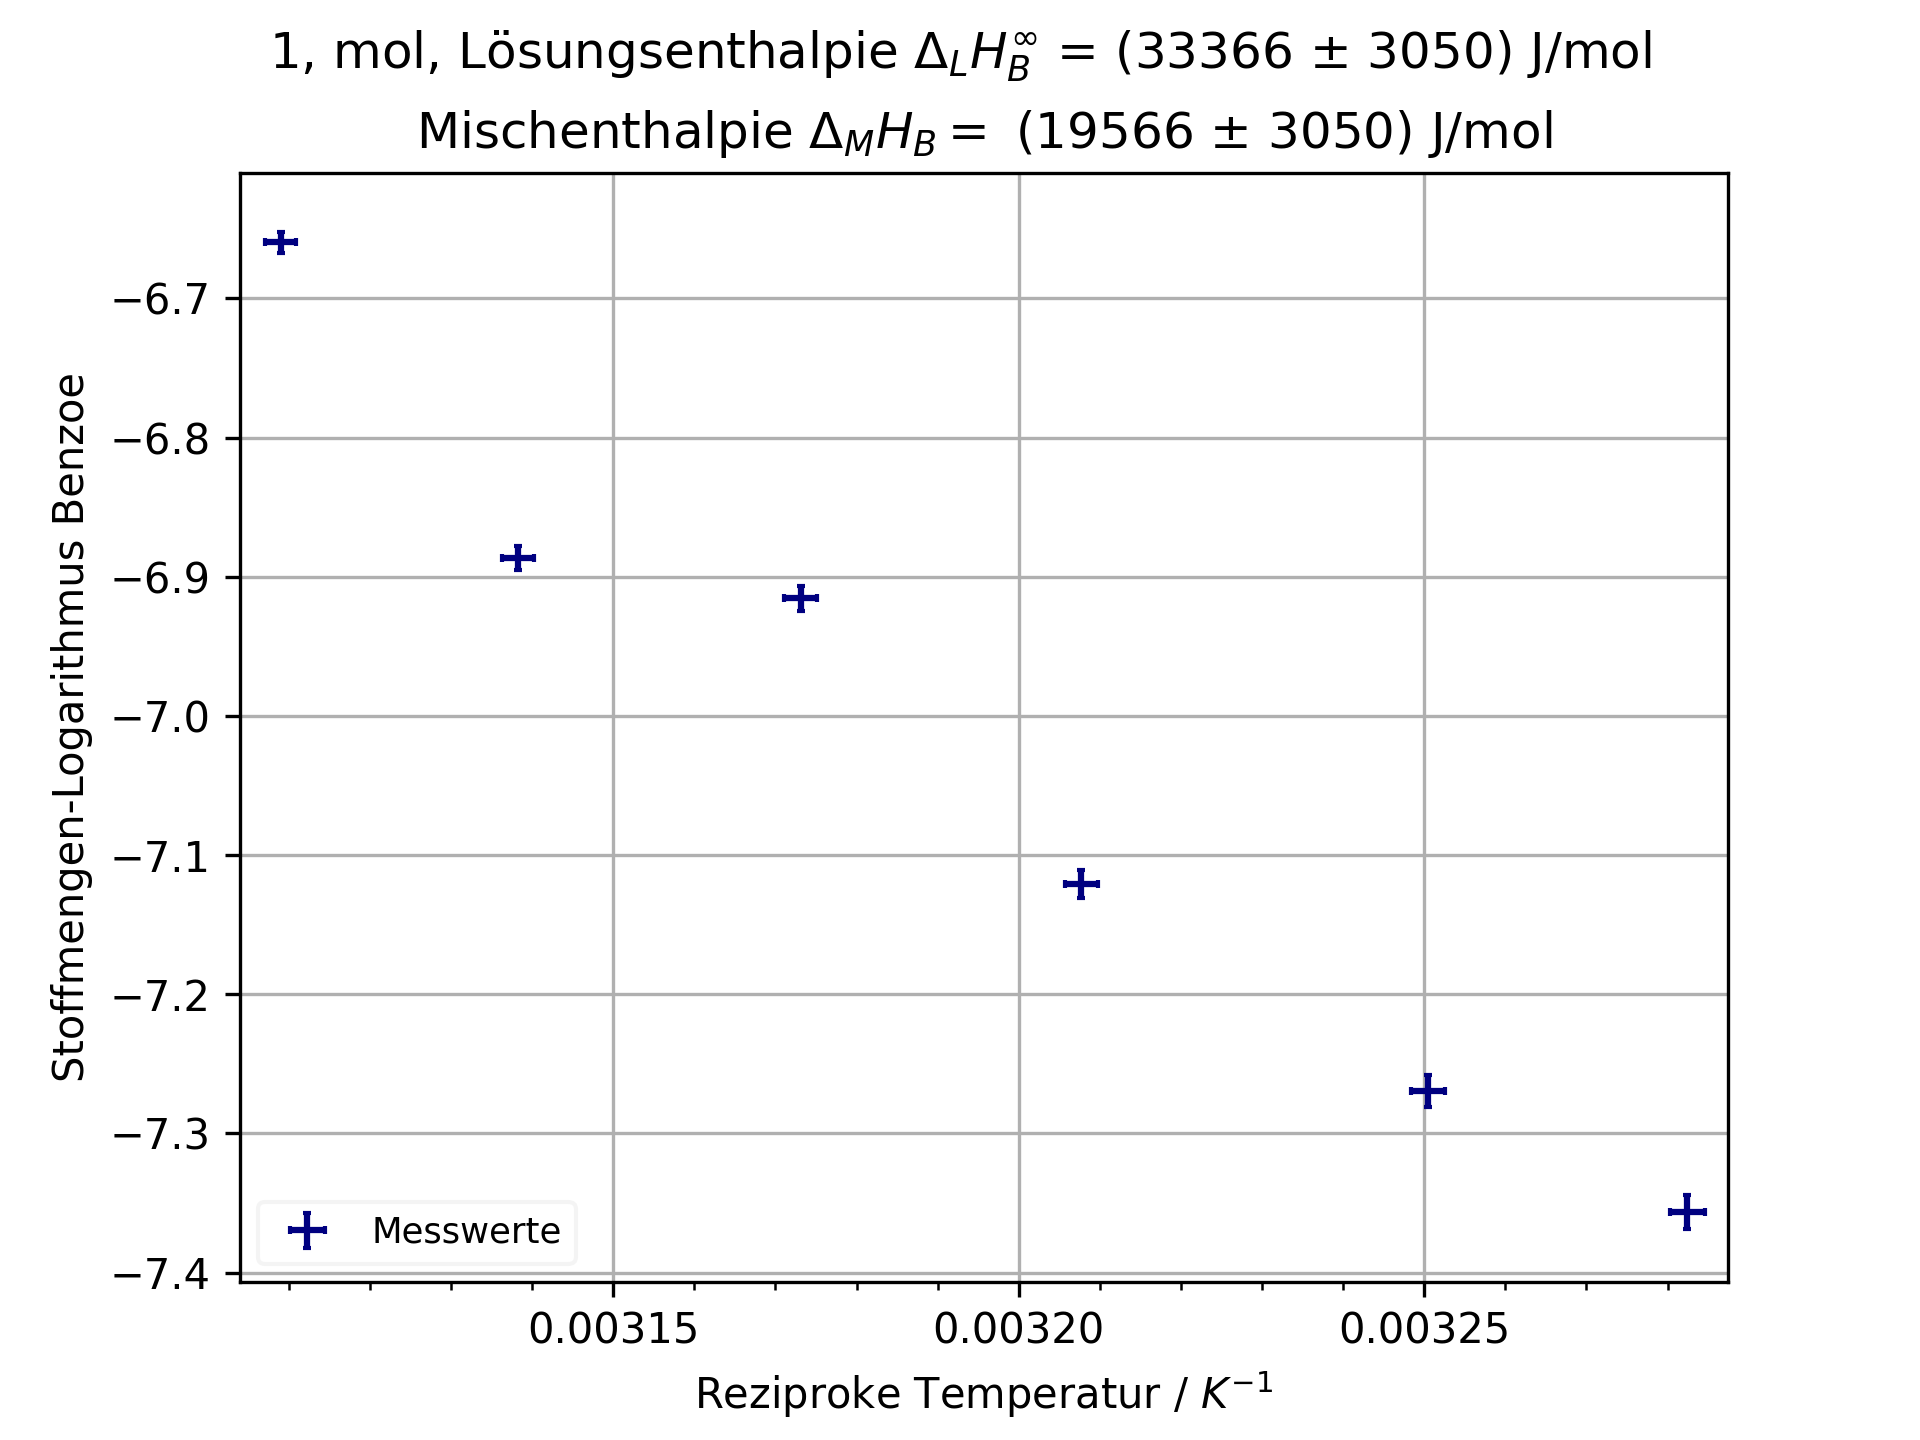 1, mol, Lösungsenthalpie Δ_L H_B^∞ = (33366 ± 3050) J/mol
Mischenthalpie Δ_M H_B = (19566 ± 3050) J/mol
Stoffmengen-Logarithmus Benzoe
−6.7
−6.8
−6.9
−7.0
−7.1
−7.2
−7.3
−7.4
Messwerte
0.00315 0.00320 0.00325
Reziproke Temperatur / K⁻¹